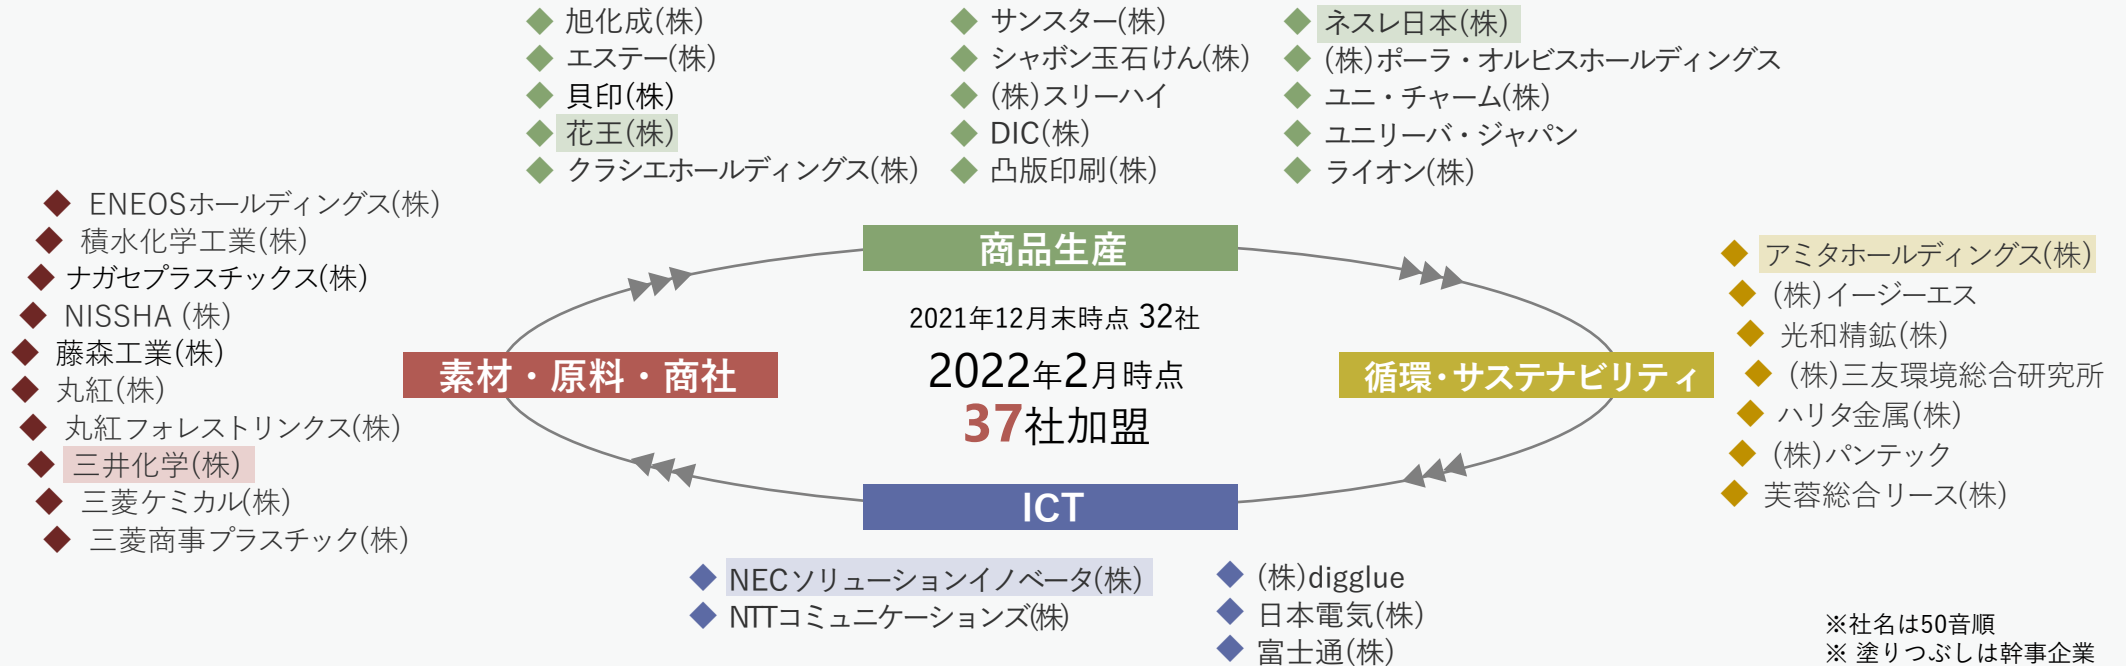 旭化成(株)
エステー(株)
貝印(株)
花王(株)
クラシエホールディングス(株)
サンスター(株)
シャボン玉石けん(株)
(株)スリーハイ
DIC(株)
凸版印刷(株)
ネスレ日本(株)
(株)ポーラ・オルビスホールディングス
ユニ・チャーム(株)
ユニリーバ・ジャパン
ライオン(株)
ENEOSホールディングス(株)
積水化学工業(株)
ナガセプラスチックス(株)
NISSHA (株)
藤森工業(株)
丸紅(株)
丸紅フォレストリンクス(株)
三井化学(株)
三菱ケミカル(株)
三菱商事プラスチック(株)
商品生産
2021年12月末時点 32社
2022年2月時点
37社加盟
素材・原料・商社
循環・サステナビリティ
ICT
アミタホールディングス(株)
(株)イージーエス
光和精鉱(株)
(株)三友環境総合研究所
ハリタ金属(株)
(株)パンテック
芙蓉総合リース(株)
NECソリューションイノベータ(株)
NTTコミュニケーションズ(株)
(株)digglue
日本電気(株)
富士通(株)
※社名は50音順
※ 塗りつぶしは幹事企業